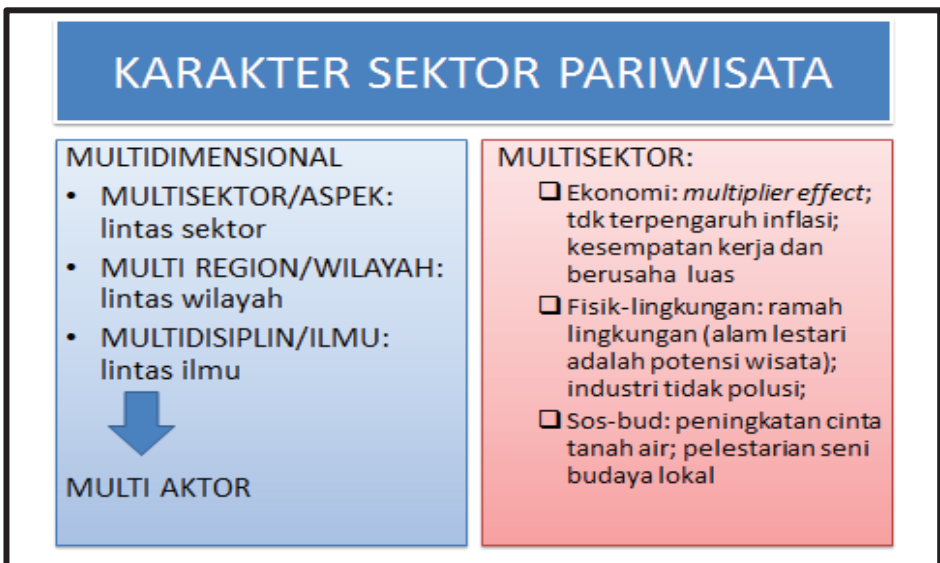 KARAKTER SEKTOR PARIWISATA
MULTIDIMENSIONAL
• MULTISEKTOR/ASPEK:
lintas sektor
• MULTI REGION/WILAYAH:
lintas wilayah
• MULTIDISIPLIN/ILMU:
lintas ilmu
MULTI AKTOR
MULTISEKTOR:
❑ Ekonomi: multiplier effect;
tdk terpengaruh inflasi;
kesempatan kerja dan
berusaha luas
❑ Fisik-lingkungan: ramah
lingkungan (alam lestari
adalah potensi wisata);
industri tidak polusi;
❑ Sos-bud: peningkatan cinta
tanah air; pelestarian seni
budaya lokal